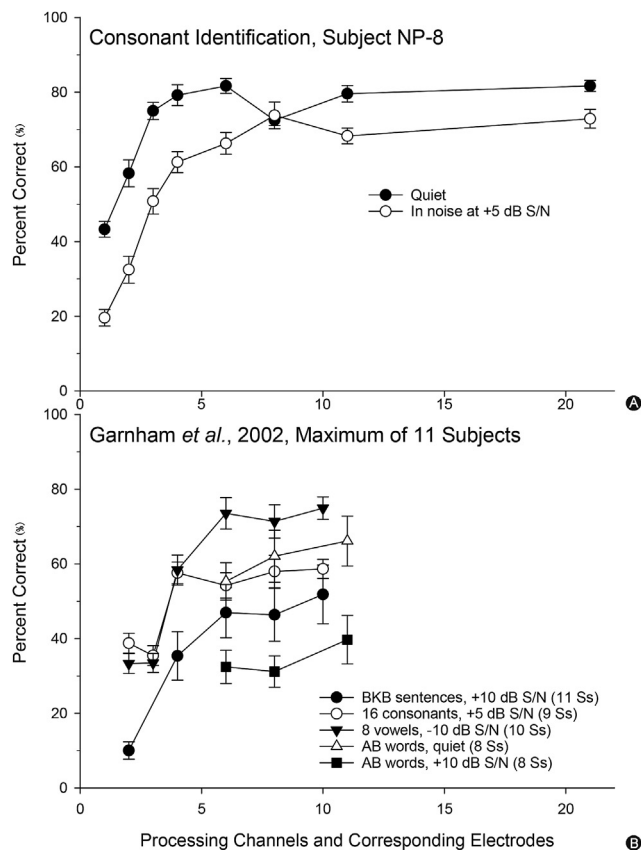 Consonant Identification, Subject NP-8
Percent Correct (%)
100
80
60
40
20
0
Quiet
In noise at +5 dB S/N
0 5 10 15 20
A
Garnham et al., 2002, Maximum of 11 Subjects
Percent Correct (%)
100
80
60
40
20
0
BKB sentences, +10 dB S/N (11 Ss)
16 consonants, +5 dB S/N (9 Ss)
8 vowels, -10 dB S/N (10 Ss)
AB words, quiet (8 Ss)
AB words, +10 dB S/N (8 Ss)
0 5 10 15 20
Processing Channels and Corresponding Electrodes
B